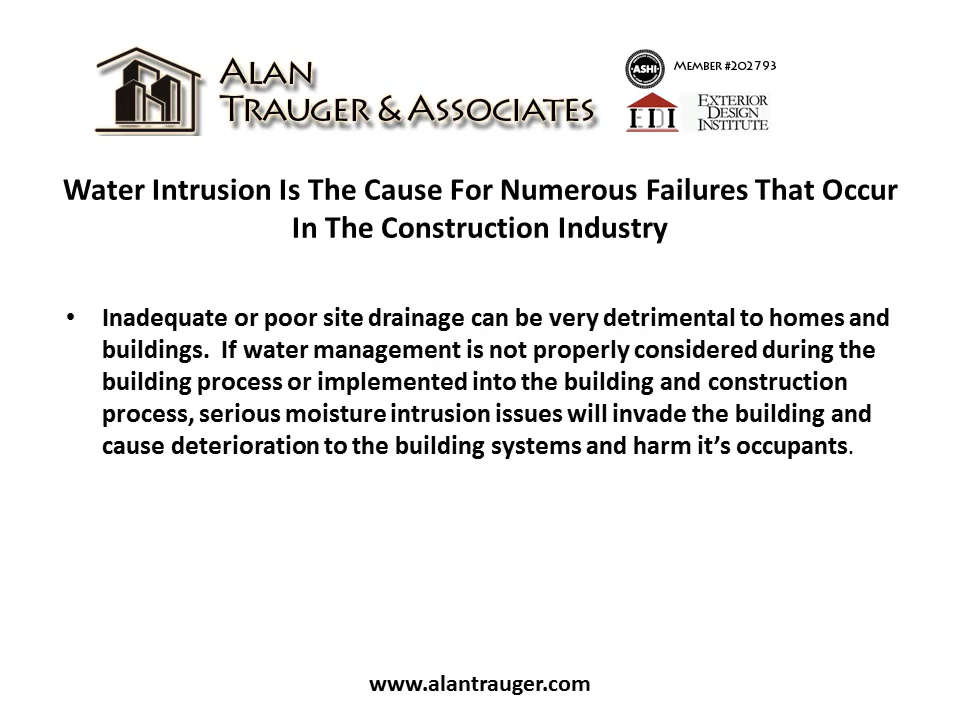 ALAN
TRAUGER & ASSOCIATES
ASHI
MEMBER #202793
EDI
EXTERIOR
DESIGN
INSTITUTE
Water Intrusion Is The Cause For Numerous Failures That Occur
In The Construction Industry
• Inadequate or poor site drainage can be very detrimental to homes and
buildings.  If water management is not properly considered during the
building process or implemented into the building and construction
process, serious moisture intrusion issues will invade the building and
cause deterioration to the building systems and harm it’s occupants.
www.alantrauger.com